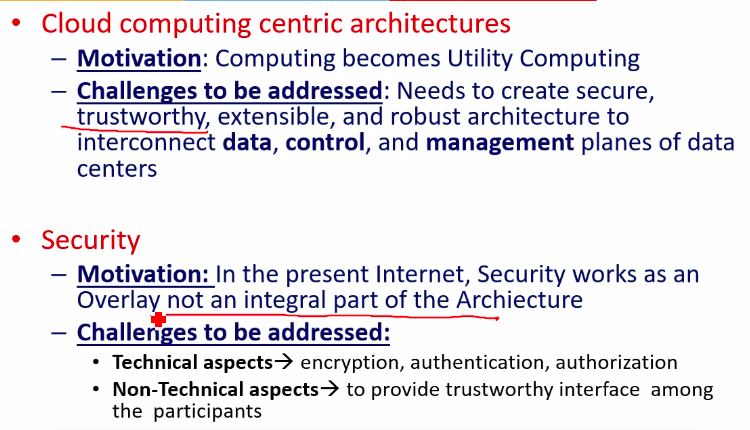 • Cloud computing centric architectures
– Motivation: Computing becomes Utility Computing
– Challenges to be addressed: Needs to create secure,
trustworthy, extensible, and robust architecture to
interconnect data, control, and management planes of data
centers
• Security
– Motivation: In the present Internet, Security works as an
Overlay not an integral part of the Archiecture
– Challenges to be addressed:
• Technical aspects→ encryption, authentication, authorization
• Non-Technical aspects→ to provide trustworthy interface among
the participants